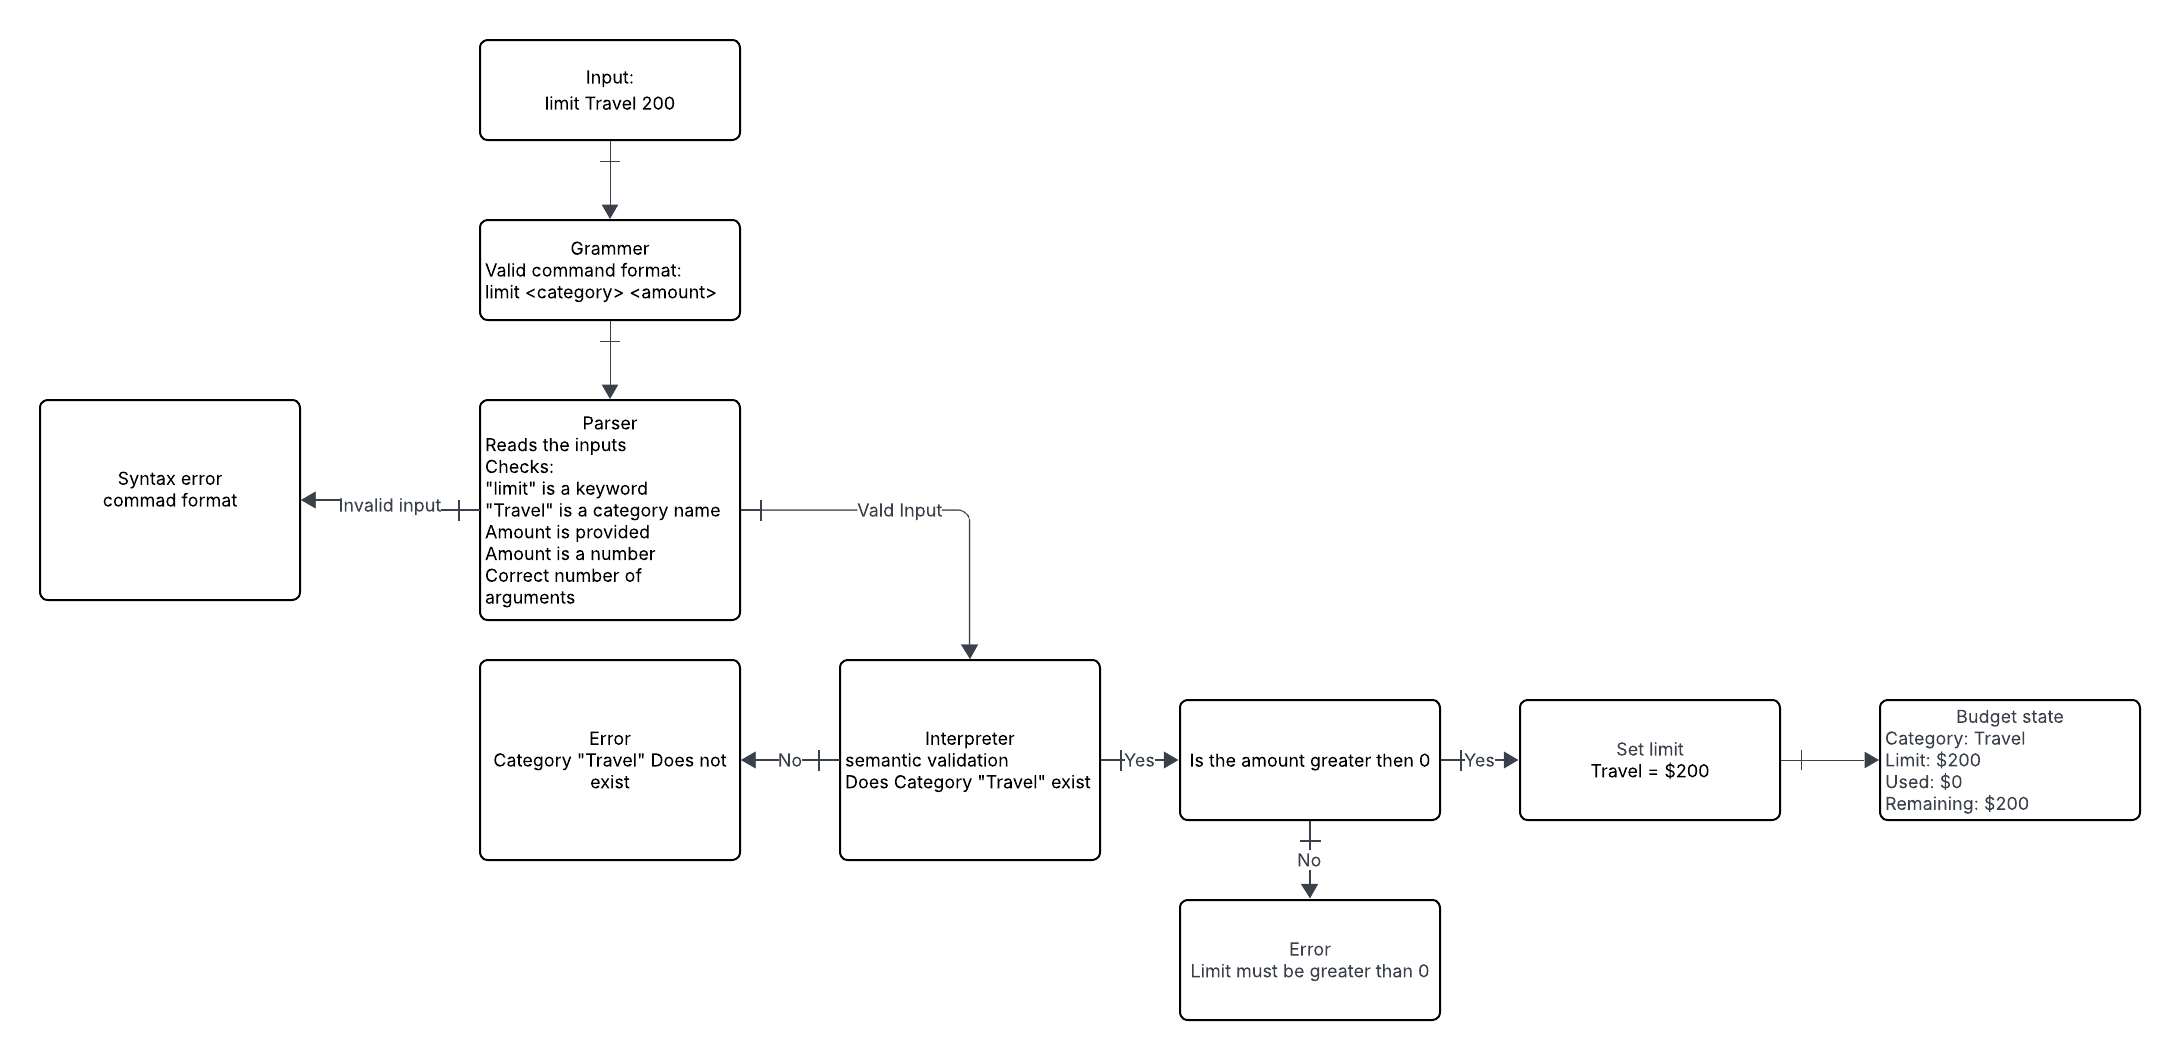 Input:
limit Travel 200
Grammer
Valid command format:
limit <category> <amount>
Parser
Reads the inputs
Checks:
"limit" is a keyword
"Travel" is a category name
Amount is provided
Amount is a number
Correct number of
arguments
Invalid input
Syntax error
commad format
Vald Input
Interpreter
semantic validation
Does Category "Travel" exist
No
Error
Category "Travel" Does not
exist
Yes
Is the amount greater then 0
No
Error
Limit must be greater than 0
Yes
Set limit
Travel = $200
Budget state
Category: Travel
Limit: $200
Used: $0
Remaining: $200